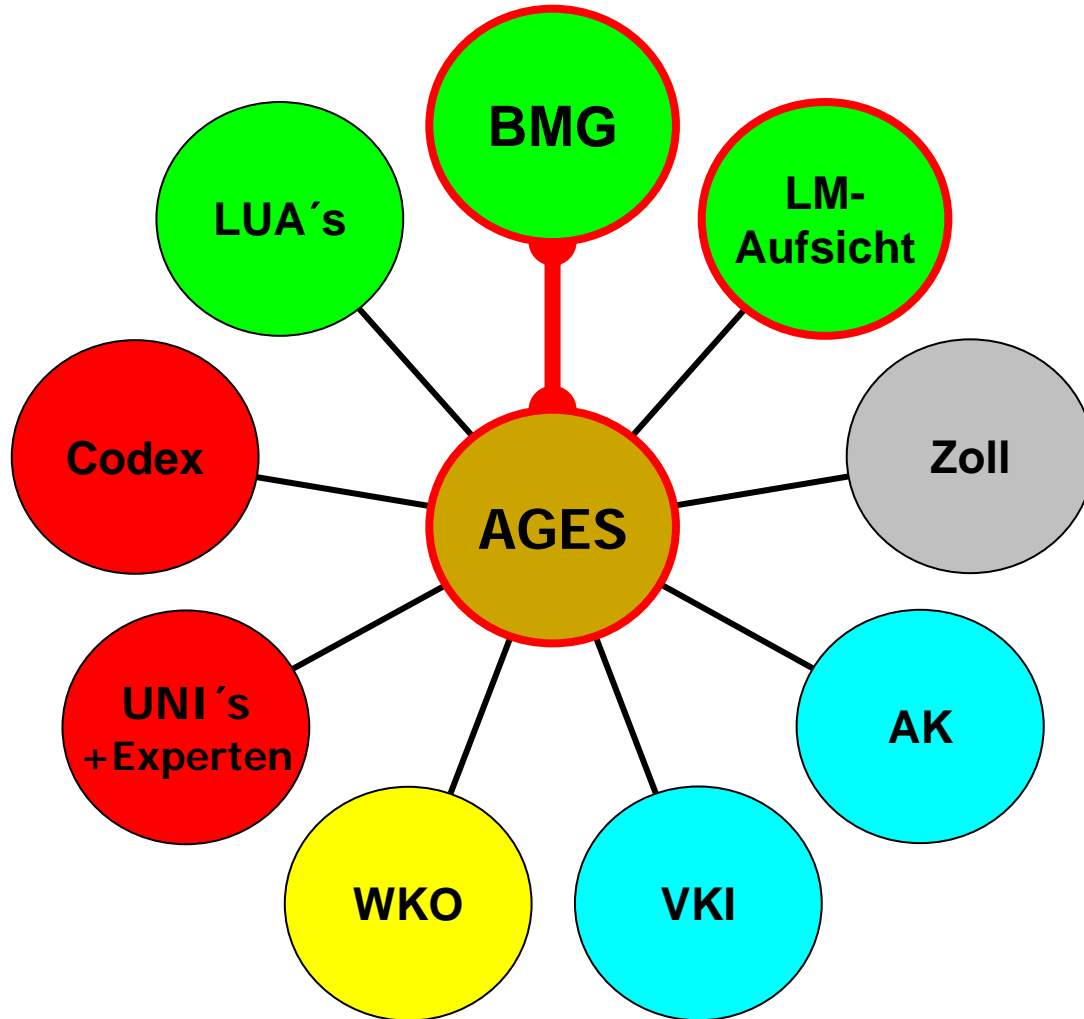 BMG
LM-
Aufsicht
LUA´s
Codex
Zoll
AGES
UNI´s
+Experten
AK
WKO
VKI